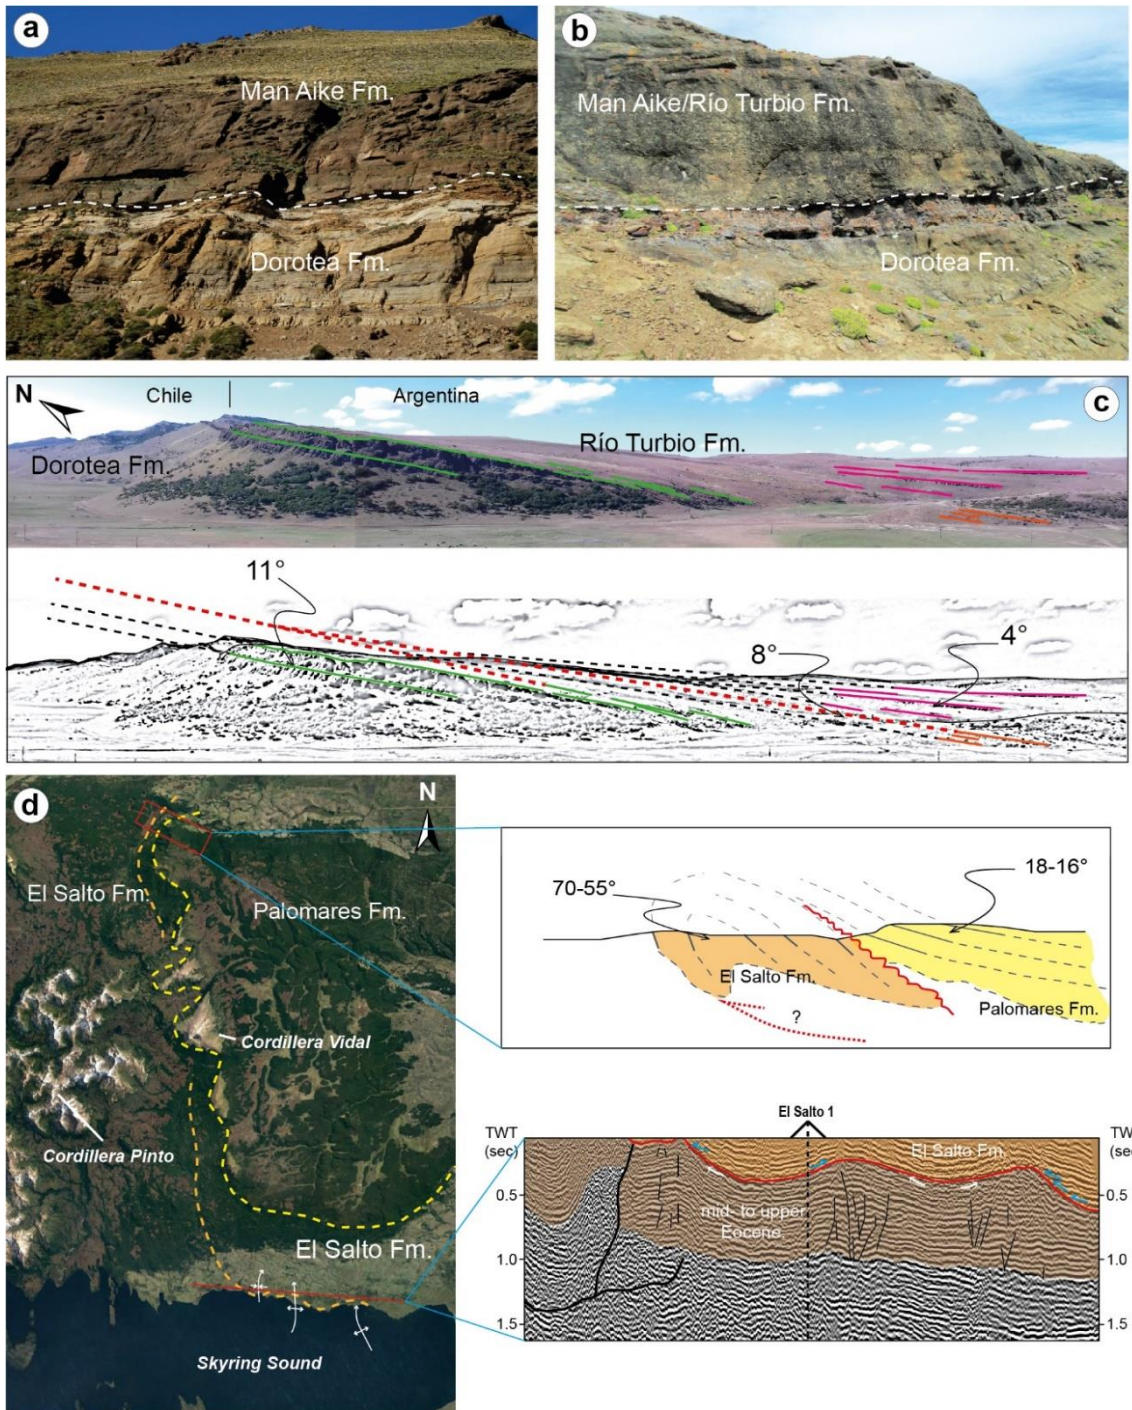 a
Man Aike Fm.
Dorotea Fm.
b
Man Aike/Río Turbio Fm.
Dorotea Fm.
N
Chile
Argentina
c
Dorotea Fm.
Río Turbio Fm.
11°
8°
4°
d
N
El Salto Fm.
Palomares Fm.
Cordillera Vidal
Cordillera Pinto
El Salto Fm.
Skyring Sound
70-55°
18-16°
El Salto Fm.
Palomares Fm.
?
El Salto 1
TWT
(sec)
TWT
(sec)
El Salto Fm.
mid- to upper
Eocene
0.5
1.0
1.5
0.5
1.0
1.5